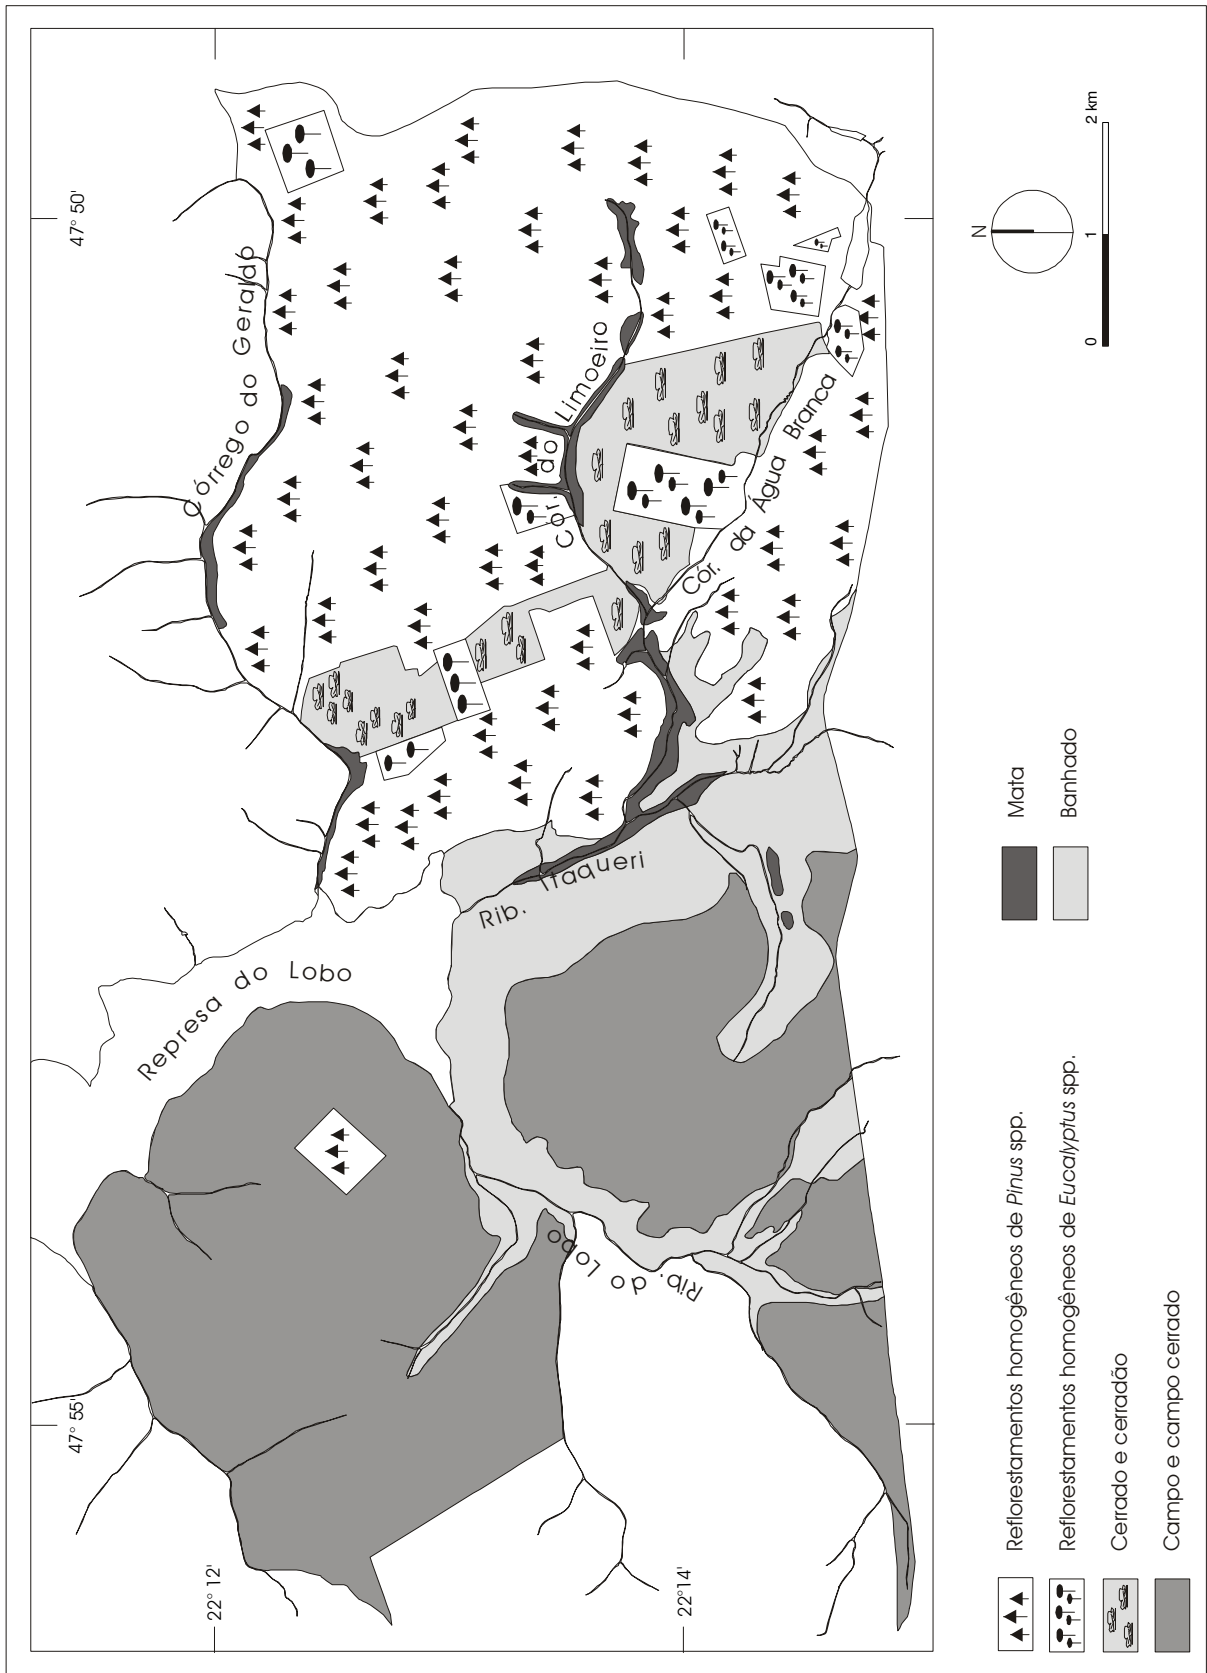 22° 12'
22°14'
47° 55'
47° 50'
Represa do Lobo
Córrego do Geraldo
Rib. do Lobo
Rib. Itaqueri
Cór. do Limoeiro
Cór. da Água Branca
Reflorestamentos homogêneos de Pinus spp.
Reflorestamentos homogêneos de Eucalyptus spp.
Cerrado e cerradão
Campo e campo cerrado
Mata
Banhado
N
0 1 2 km